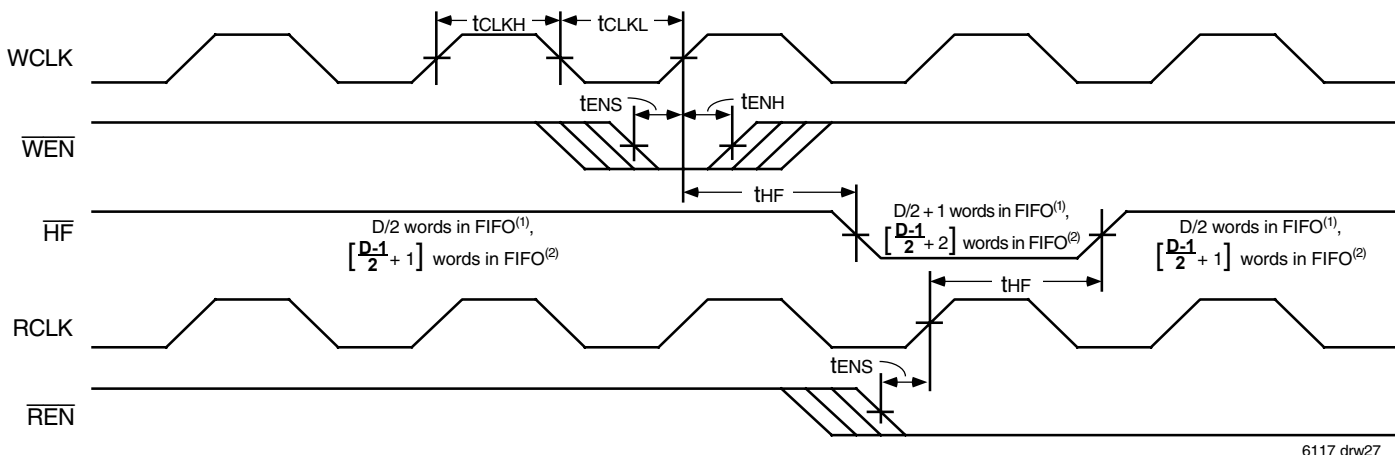 tCLKH
tCLKL
WCLK
tENS
tENH
WEN
tHF
HF
D/2 words in FIFO(1),
[D-1/2 + 1] words in FIFO(2)
D/2 + 1 words in FIFO(1),
[D-1/2 + 2] words in FIFO(2)
D/2 words in FIFO(1),
[D-1/2 + 1] words in FIFO(2)
tHF
RCLK
tENS
REN
6117 drw27